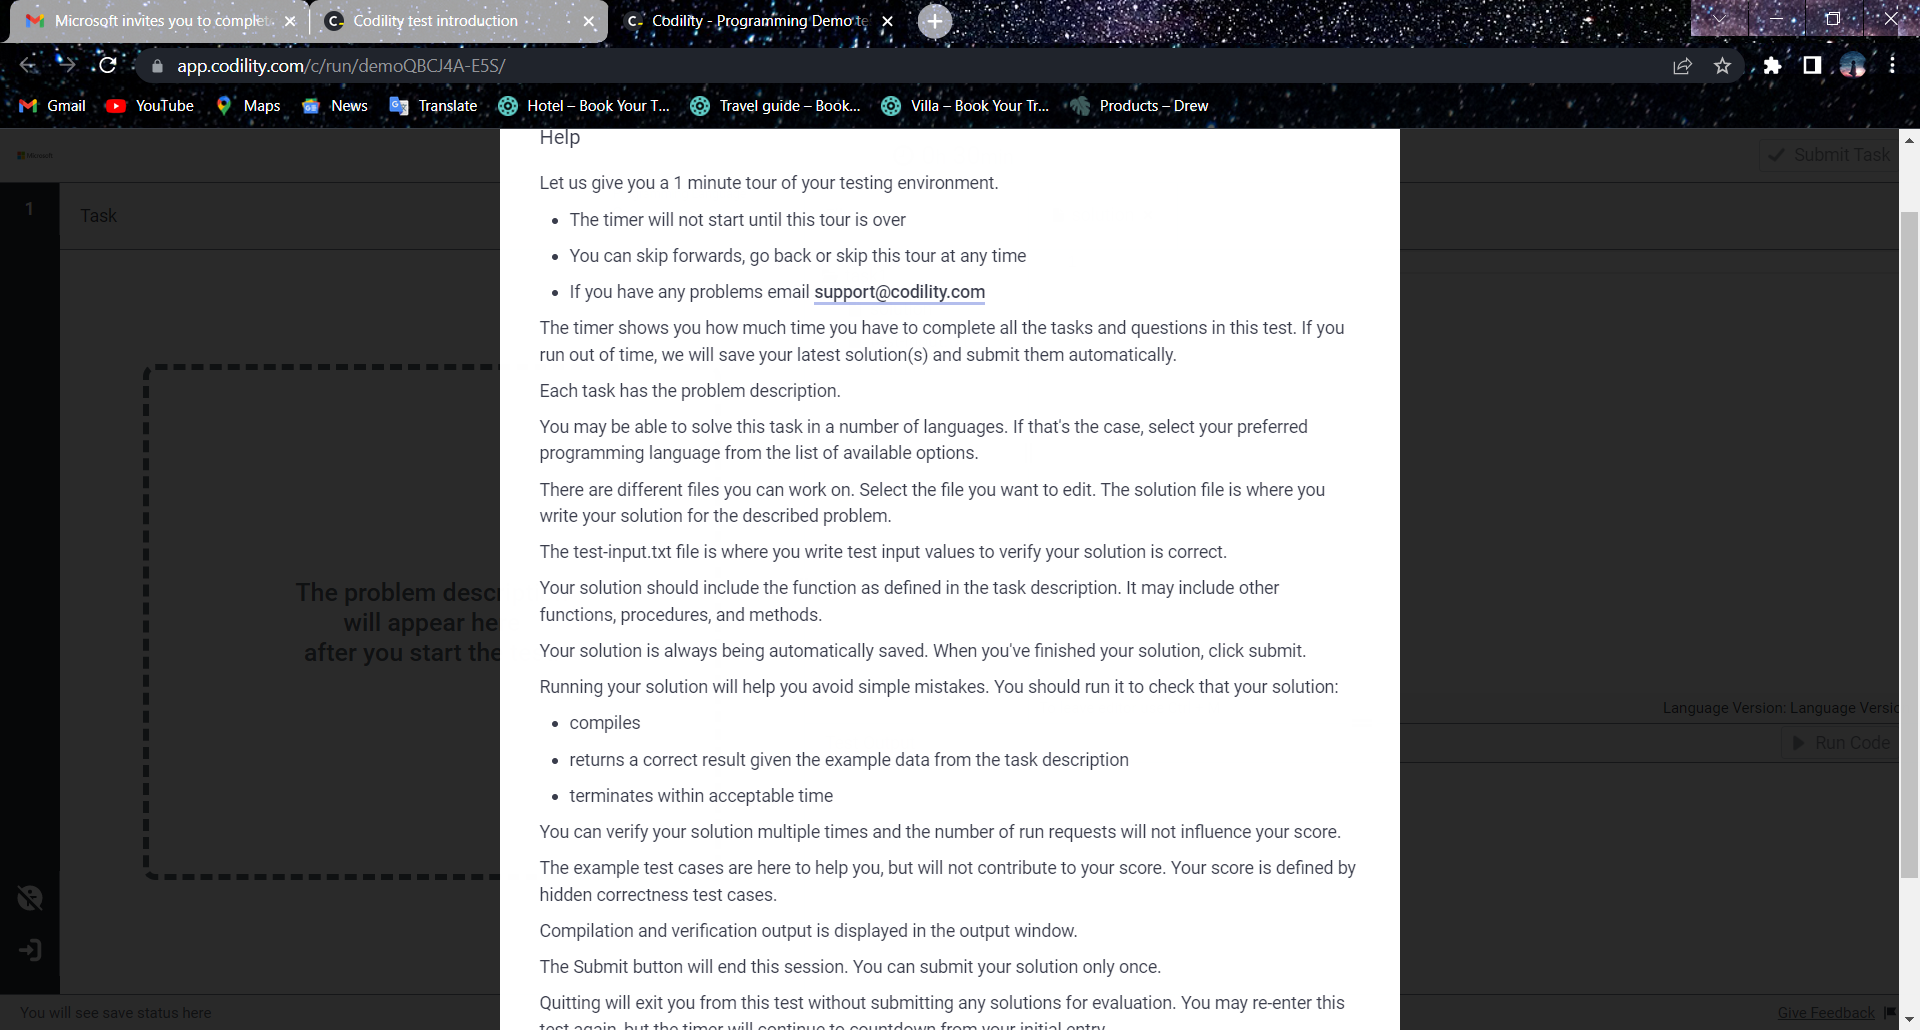 Microsoft invites you to complet
Codility test introduction
Codility - Programming Demo te
app.codility.com/c/run/demoQBCJ4A-E5S/
Gmail
YouTube
Maps
News
Translate
Hotel – Book Your T...
Travel guide – Book...
Villa – Book Your Tr...
Products – Drew
Microsoft
Submit Task
1
Task
The problem descr
will appear he
after you start the
Help
Let us give you a 1 minute tour of your testing environment.
• The timer will not start until this tour is over
• You can skip forwards, go back or skip this tour at any time
• If you have any problems email support@codility.com
The timer shows you how much time you have to complete all the tasks and questions in this test. If you
run out of time, we will save your latest solution(s) and submit them automatically.
Each task has the problem description.
You may be able to solve this task in a number of languages. If that's the case, select your preferred
programming language from the list of available options.
There are different files you can work on. Select the file you want to edit. The solution file is where you
write your solution for the described problem.
The test-input.txt file is where you write test input values to verify your solution is correct.
Your solution should include the function as defined in the task description. It may include other
functions, procedures, and methods.
Your solution is always being automatically saved. When you've finished your solution, click submit.
Running your solution will help you avoid simple mistakes. You should run it to check that your solution:
• compiles
• returns a correct result given the example data from the task description
• terminates within acceptable time
You can verify your solution multiple times and the number of run requests will not influence your score.
The example test cases are here to help you, but will not contribute to your score. Your score is defined by
hidden correctness test cases.
Compilation and verification output is displayed in the output window.
The Submit button will end this session. You can submit your solution only once.
Quitting will exit you from this test without submitting any solutions for evaluation. You may re-enter this
test again, but the timer will continue to countdown from your initial entry.
Language Version: Language Versio
Run Code
You will see save status here
Give Feedback